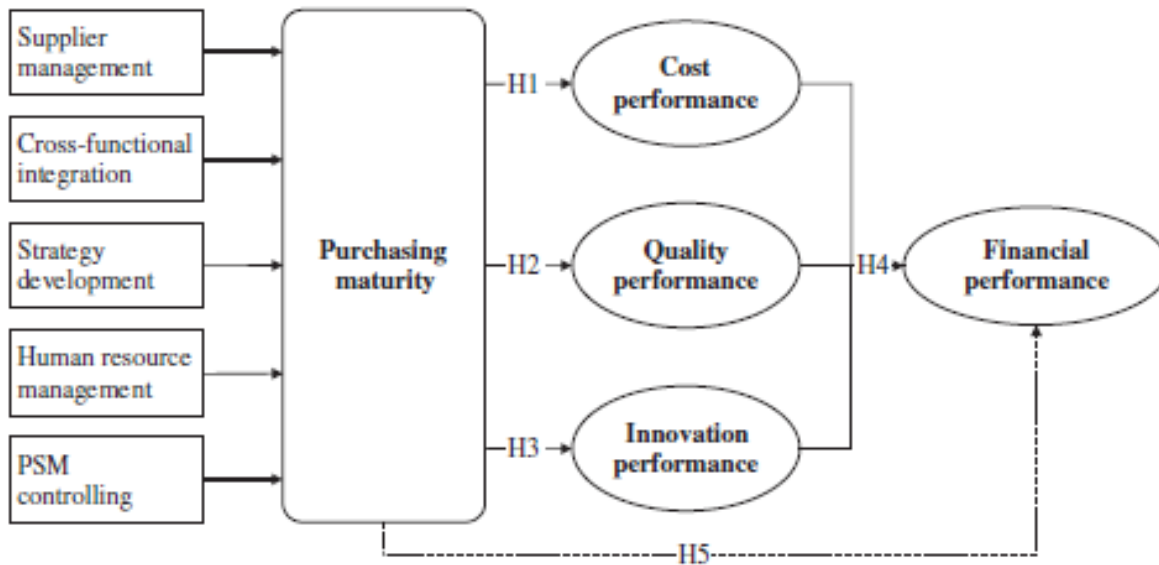 Supplier
management
Cross-functional
integration
Strategy
development
Human resource
management
PSM
controlling
Purchasing
maturity
H1
H2
H3
Cost
performance
Quality
performance
Innovation
performance
H4
Financial
performance
H5